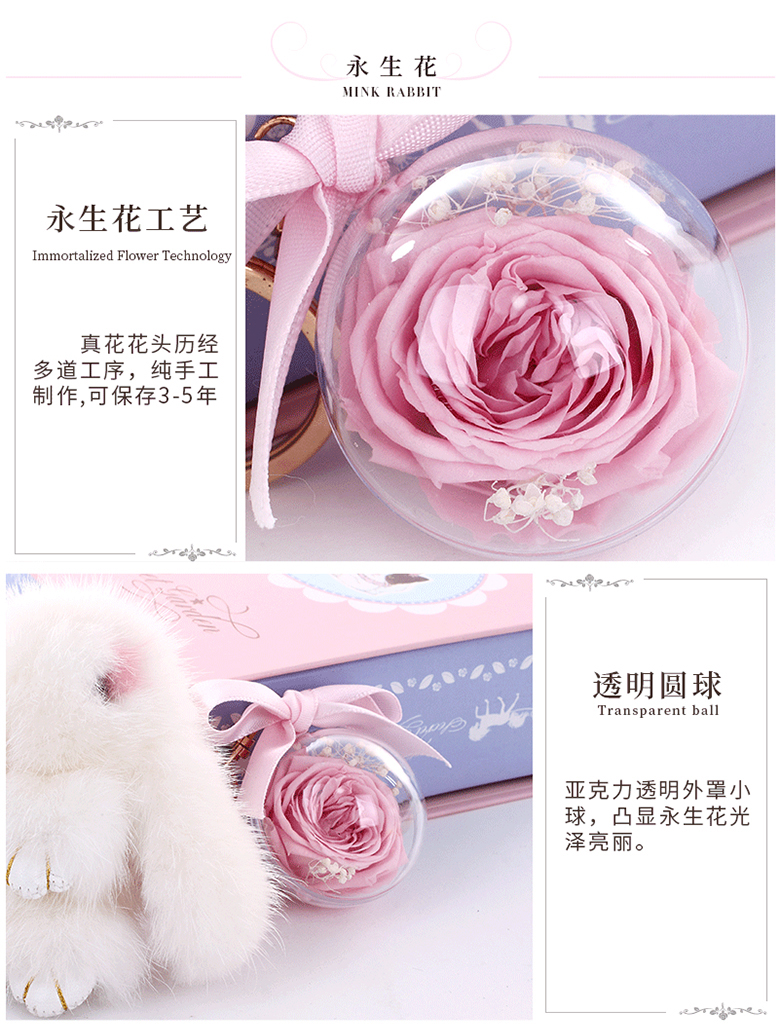 永生花
MINK RABBIT
永生花工艺
Immortalized Flower Technology
真花花头历经
多道工序，纯手工
制作,可保存3-5年
透明圆球
Transparent ball
亚克力透明外罩小
球，凸显永生花光
泽亮丽。